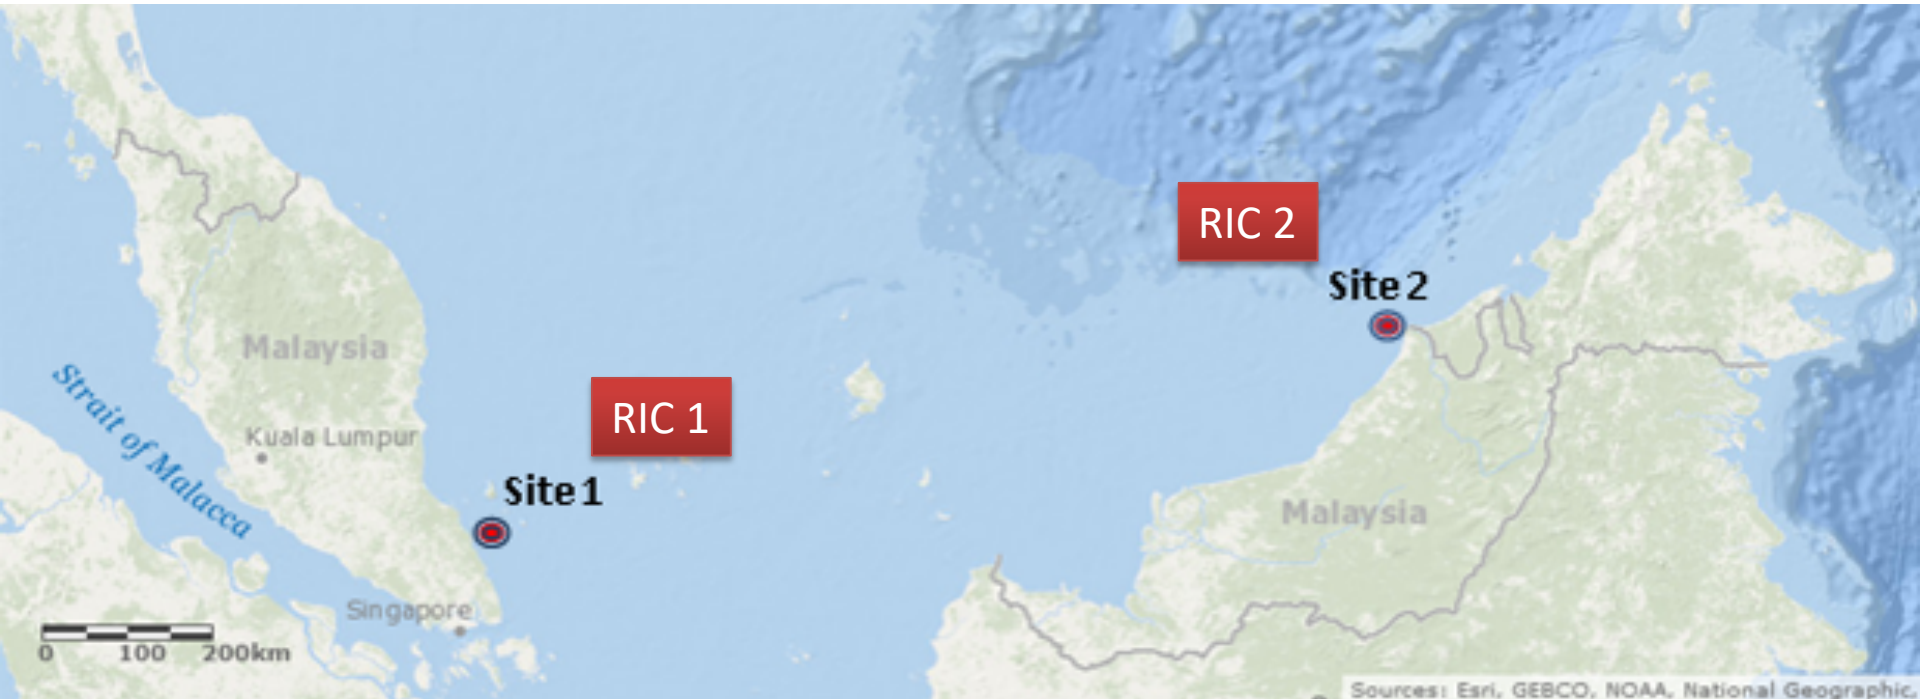 RIC 2
Site 2
Malaysia
RIC 1
Strait of Malacca
Kuala Lumpur
Site 1
Malaysia
Singapore
0 100 200km
Sources: Esri, GEBCO, NOAA, National Geographic,